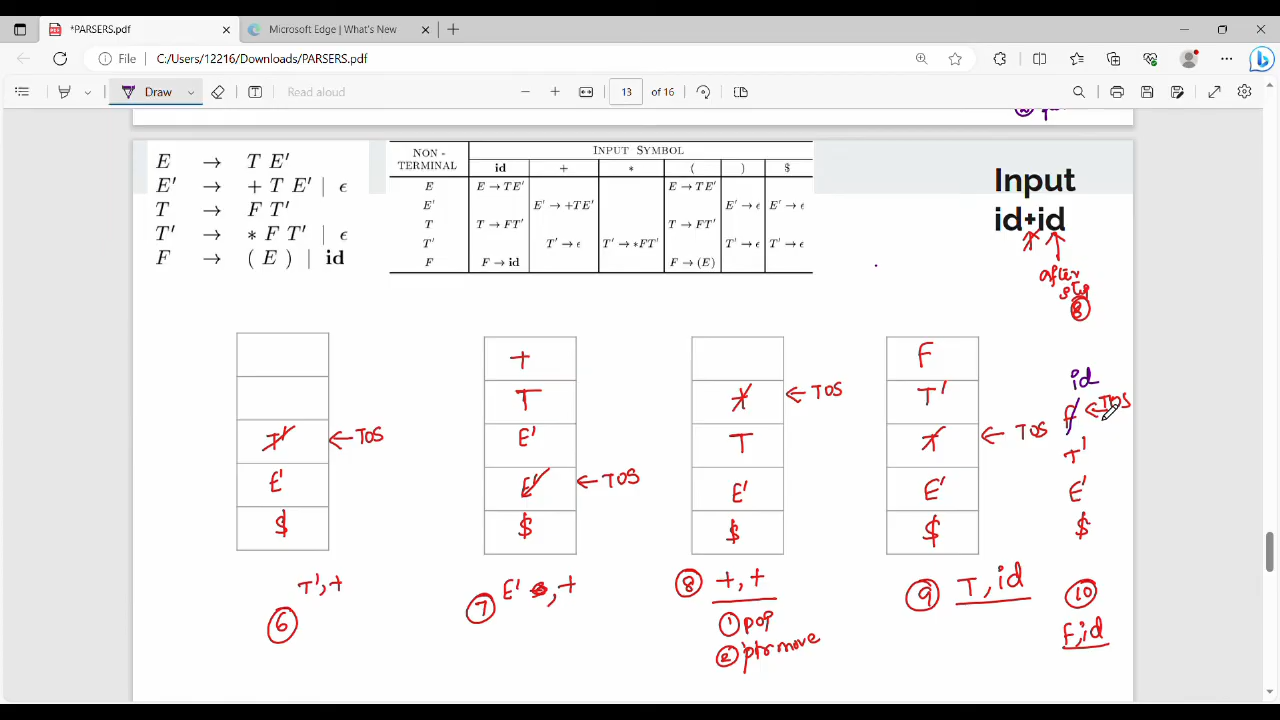 *PARSERS.pdf
Microsoft Edge | What's New
File
C:/Users/12216/Downloads/PARSERS.pdf
Draw
Read aloud
13
of 16
E → T E′
E′ → + T E′ | ϵ
T → F T′
T′ → * F T′ | ϵ
F → ( E ) | id
NON -
TERMINAL
INPUT SYMBOL
id + * ( ) $
E E → TE′ E → TE′
E′ E′ → +TE′ E′ → ϵ E′ → ϵ
T T → FT′ T → FT′
T′ T′ → ϵ T′ → *FT′ T′ → ϵ T′ → ϵ
F F → id F → (E)
Input
id+id
after
step
8
T′ ← TOS
E′
$
T′, +
6
+
T
E′
E′ ← TOS
$
7 E′ , +
+ ← TOS
T
E′
$
8 +, +
1 pop
2 ptr move
F
T′
T ← TOS
E′
$
9 T, id
id
F ← TOS
T′
E′
$
10
F, id